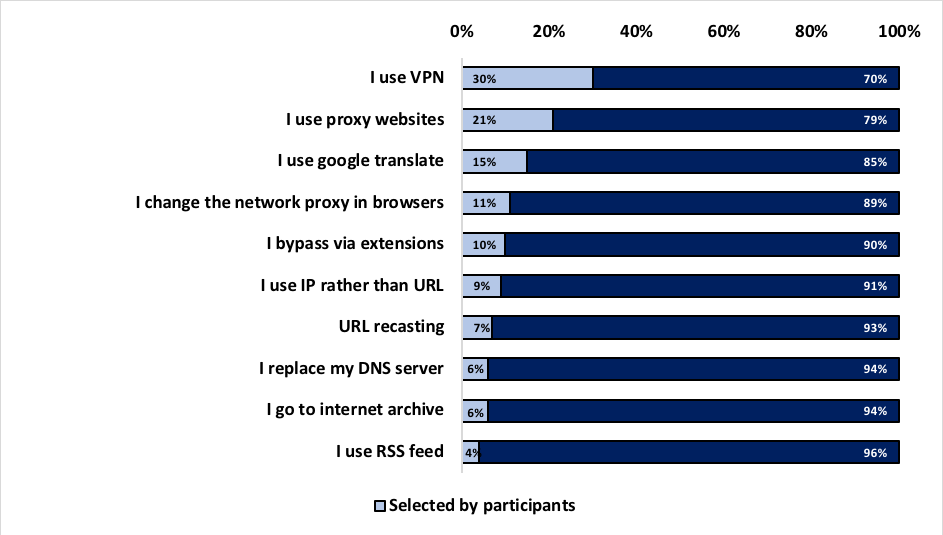 0% 20% 40% 60% 80% 100%
I use VPN 30% 70%
I use proxy websites 21% 79%
I use google translate 15% 85%
I change the network proxy in browsers 11% 89%
I bypass via extensions 10% 90%
I use IP rather than URL 9% 91%
URL recasting 7% 93%
I replace my DNS server 6% 94%
I go to internet archive 6% 94%
I use RSS feed 4% 96%
Selected by participants